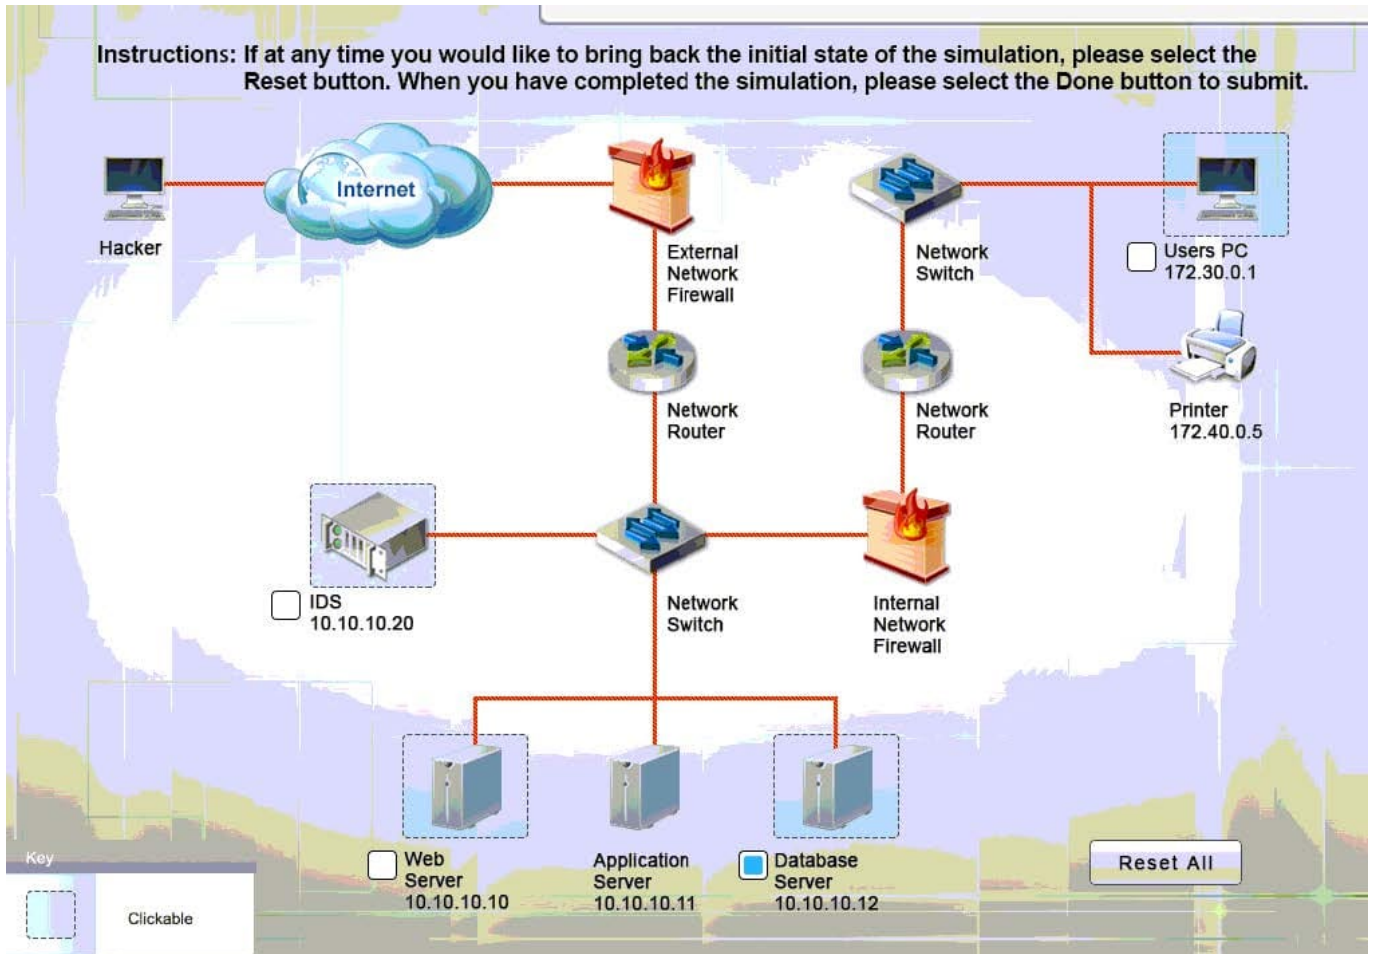 Instructions: If at any time you would like to bring back the initial state of the simulation, please select the
Reset button. When you have completed the simulation, please select the Done button to submit.
Hacker
Internet
External
Network
Firewall
Network
Switch
Users PC
172.30.0.1
Network
Router
Network
Router
Printer
172.40.0.5
IDS
10.10.10.20
Network
Switch
Internal
Network
Firewall
Web
Server
10.10.10.10
Application
Server
10.10.10.11
Database
Server
10.10.10.12
Reset All
Key
Clickable